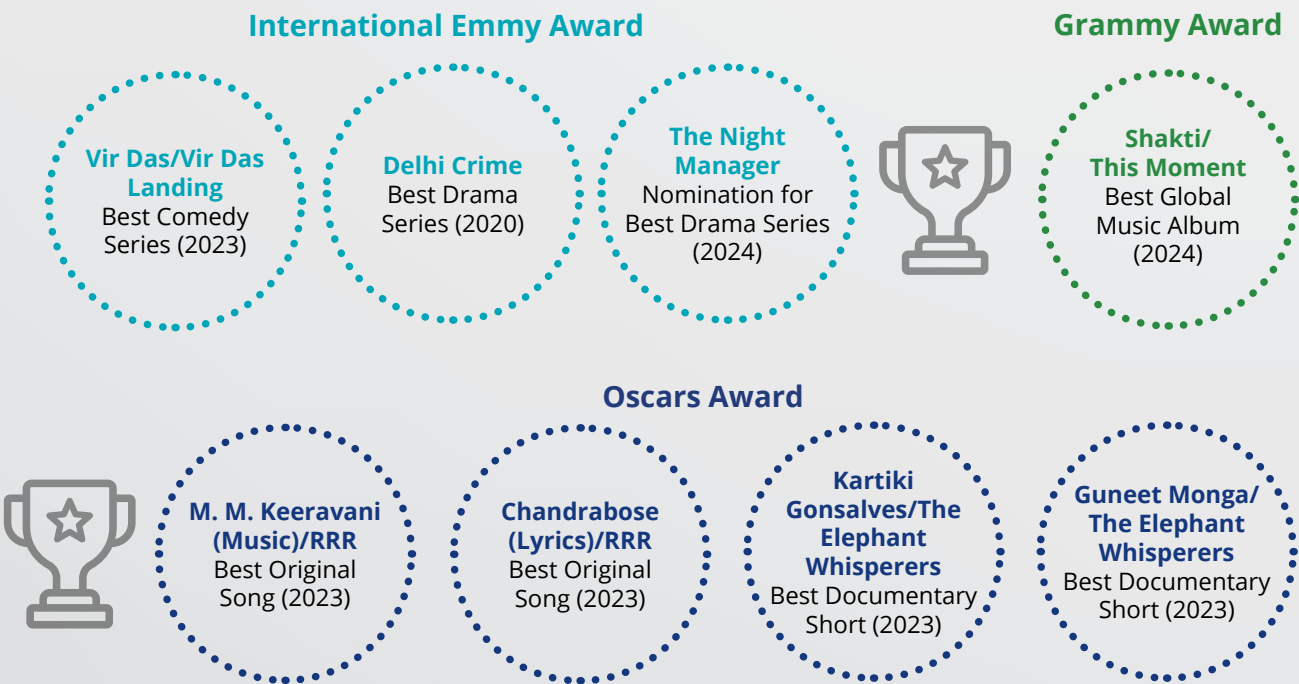 International Emmy Award
Vir Das/Vir Das
Landing
Best Comedy
Series (2023)
Delhi Crime
Best Drama
Series (2020)
The Night
Manager
Nomination for
Best Drama Series
(2024)
Grammy Award
Shakti/
This Moment
Best Global
Music Album
(2024)
Oscars Award
M. M. Keeravani
(Music)/RRR
Best Original
Song (2023)
Chandrabose
(Lyrics)/RRR
Best Original
Song (2023)
Kartiki
Gonsalves/The
Elephant
Whisperers
Best Documentary
Short (2023)
Guneet Monga/
The Elephant
Whisperers
Best Documentary
Short (2023)